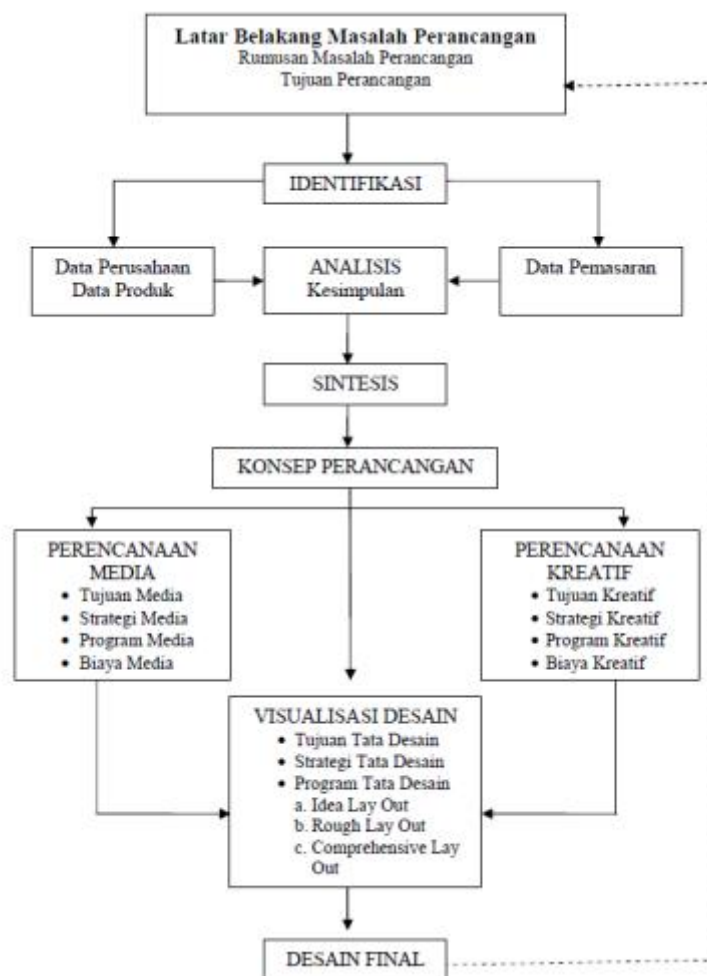 Latar Belakang Masalah Perancangan
Rumusan Masalah Perancangan
Tujuan Perancangan
IDENTIFIKASI
Data Perusahaan
Data Produk
ANALISIS
Kesimpulan
Data Pemasaran
SINTESIS
KONSEP PERANCANGAN
PERENCANAAN
MEDIA
• Tujuan Media
• Strategi Media
• Program Media
• Biaya Media
PERENCANAAN
KREATIF
• Tujuan Kreatif
• Strategi Kreatif
• Program Kreatif
• Biaya Kreatif
VISUALISASI DESAIN
• Tujuan Tata Desain
• Strategi Tata Desain
• Program Tata Desain
a. Idea Lay Out
b. Rough Lay Out
c. Comprehensive Lay
Out
DESAIN FINAL